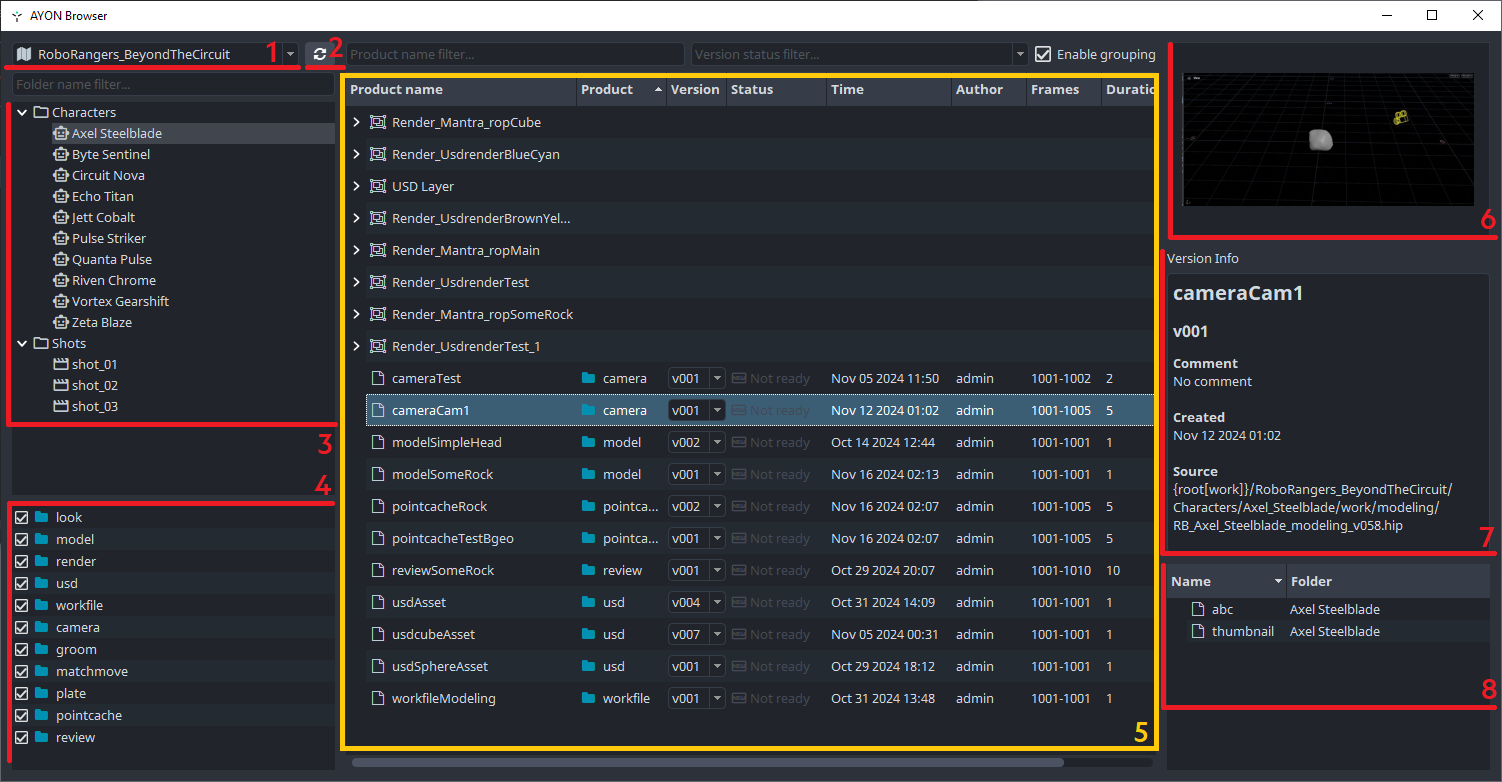 AYON Browser
RoboRangers_BeyondTheCircuit 1
2
Product name filter...
Version status filter...
Enable grouping
Folder name filter...
Characters
Axel Steelblade
Byte Sentinel
Circuit Nova
Echo Titan
Jett Cobalt
Pulse Striker
Quanta Pulse
Riven Chrome
Vortex Gearshift
Zeta Blaze
Shots
shot_01
shot_02
shot_03
3
4
look
model
render
usd
workfile
camera
groom
matchmove
plate
pointcache
review
Product name Product Version Status Time Author Frames Duratic
Render_Mantra_ropCube
Render_UsdrenderBlueCyan
USD Layer
Render_UsdrenderBrownYel...
Render_Mantra_ropMain
Render_UsdrenderTest
Render_Mantra_ropSomeRock
Render_UsdrenderTest_1
cameraTest camera v001 Not ready Nov 05 2024 11:50 admin 1001-1002 2
cameraCam1 camera v001 Not ready Nov 12 2024 01:02 admin 1001-1005 5
modelSimpleHead model v002 Not ready Oct 14 2024 12:44 admin 1001-1001 1
modelSomeRock model v001 Not ready Nov 16 2024 02:13 admin 1001-1001 1
pointcacheRock pointca... v002 Not ready Nov 16 2024 02:07 admin 1001-1005 5
pointcacheTestBgeo pointca... v001 Not ready Nov 16 2024 02:07 admin 1001-1005 5
reviewSomeRock review v001 Not ready Oct 29 2024 20:07 admin 1001-1010 10
usdAsset usd v004 Not ready Oct 31 2024 14:09 admin 1001-1001 1
usdcubeAsset usd v007 Not ready Nov 05 2024 00:31 admin 1001-1001 1
usdSphereAsset usd v001 Not ready Oct 29 2024 18:12 admin 1001-1001 1
workfileModeling workfile v001 Not ready Oct 31 2024 13:48 admin 1001-1001 1
5
6
Version Info
cameraCam1
v001
Comment
No comment
Created
Nov 12 2024 01:02
Source
{root[work]}/RoboRangers_BeyondTheCircuit/
Characters/Axel_Steelblade/work/modeling/
RB_Axel_Steelblade_modeling_v058.hip
7
Name Folder
abc Axel Steelblade
thumbnail Axel Steelblade
8